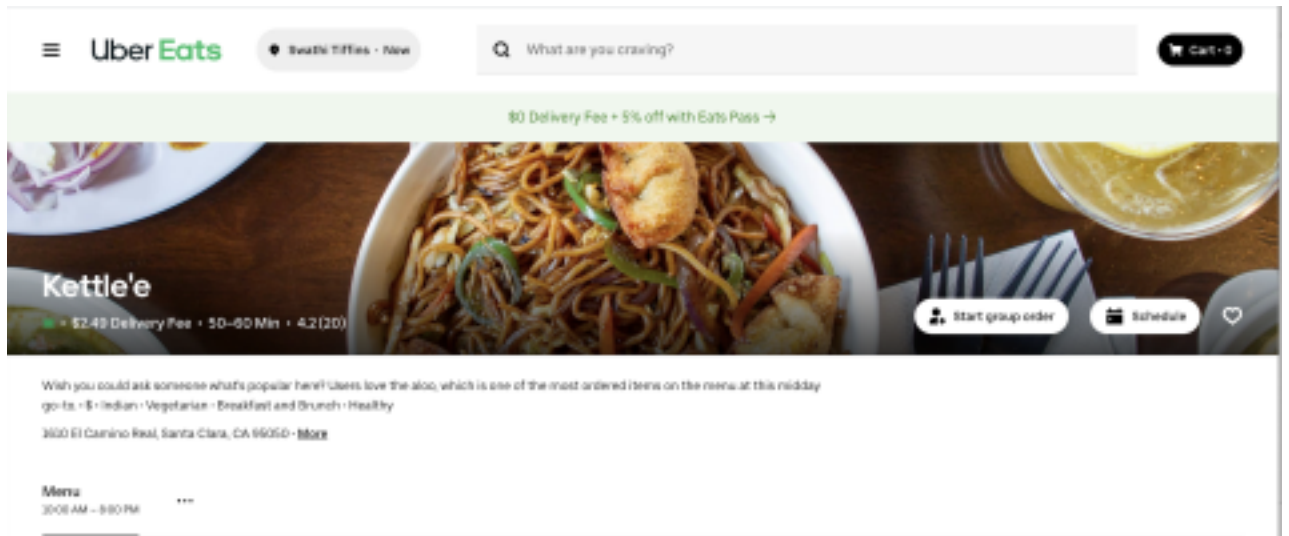 Uber Eats
Swathi Tiffins • Now
What are you craving?
Cart • 0
$0 Delivery Fee + 5% off with Eats Pass →
Kettle'e
• $2.49 Delivery Fee • 50–60 Min • 4.2 (20)
Start group order
Schedule
Wish you could ask someone what's popular here? Users love the aloo, which is one of the most ordered items on the menu at this midday
go-to. • $ • Indian • Vegetarian • Breakfast and Brunch • Healthy
El Camino Real, Santa Clara, CA 95050 • More
Menu
10:00 AM – PM